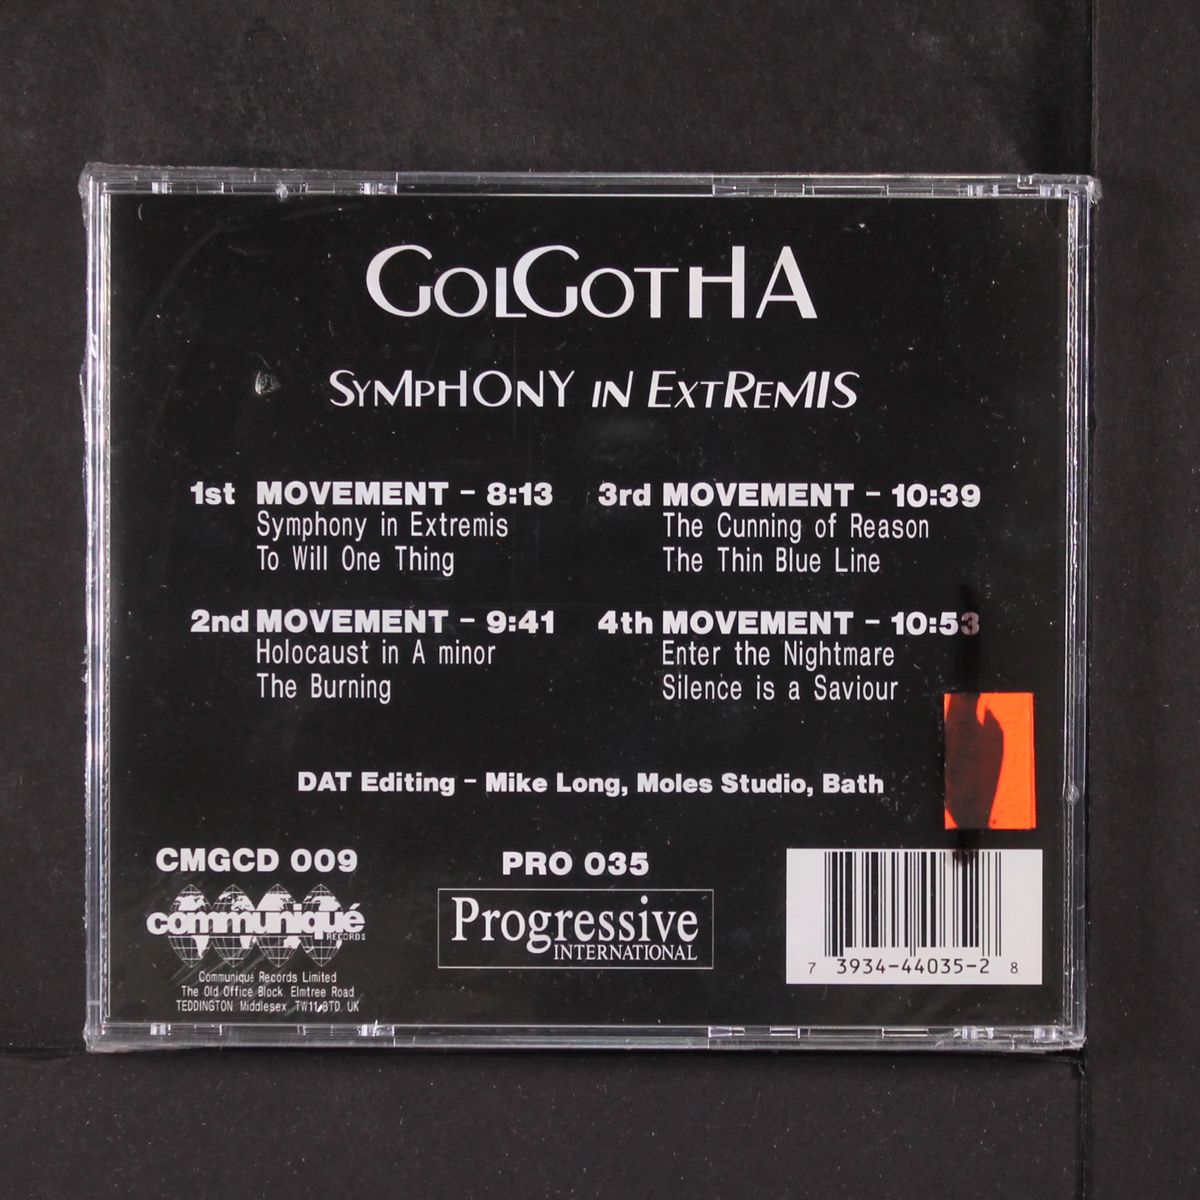 GOLGOTHA
SYMPHONY IN EXTREMIS
1st MOVEMENT – 8:13
Symphony in Extremis
To Will One Thing
2nd MOVEMENT – 9:41
Holocaust in A minor
The Burning
3rd MOVEMENT – 10:39
The Cunning of Reason
The Thin Blue Line
4th MOVEMENT – 10:53
Enter the Nightmare
Silence is a Saviour
DAT Editing – Mike Long, Moles Studio, Bath
CMGCD 009
communiqué
RECORDS
Communiqué Records Limited
The Old Office Block, Elmtree Road
TEDDINGTON Middlesex TW11 8TD UK
PRO 035
Progressive
INTERNATIONAL
7 3934-44035-2 8